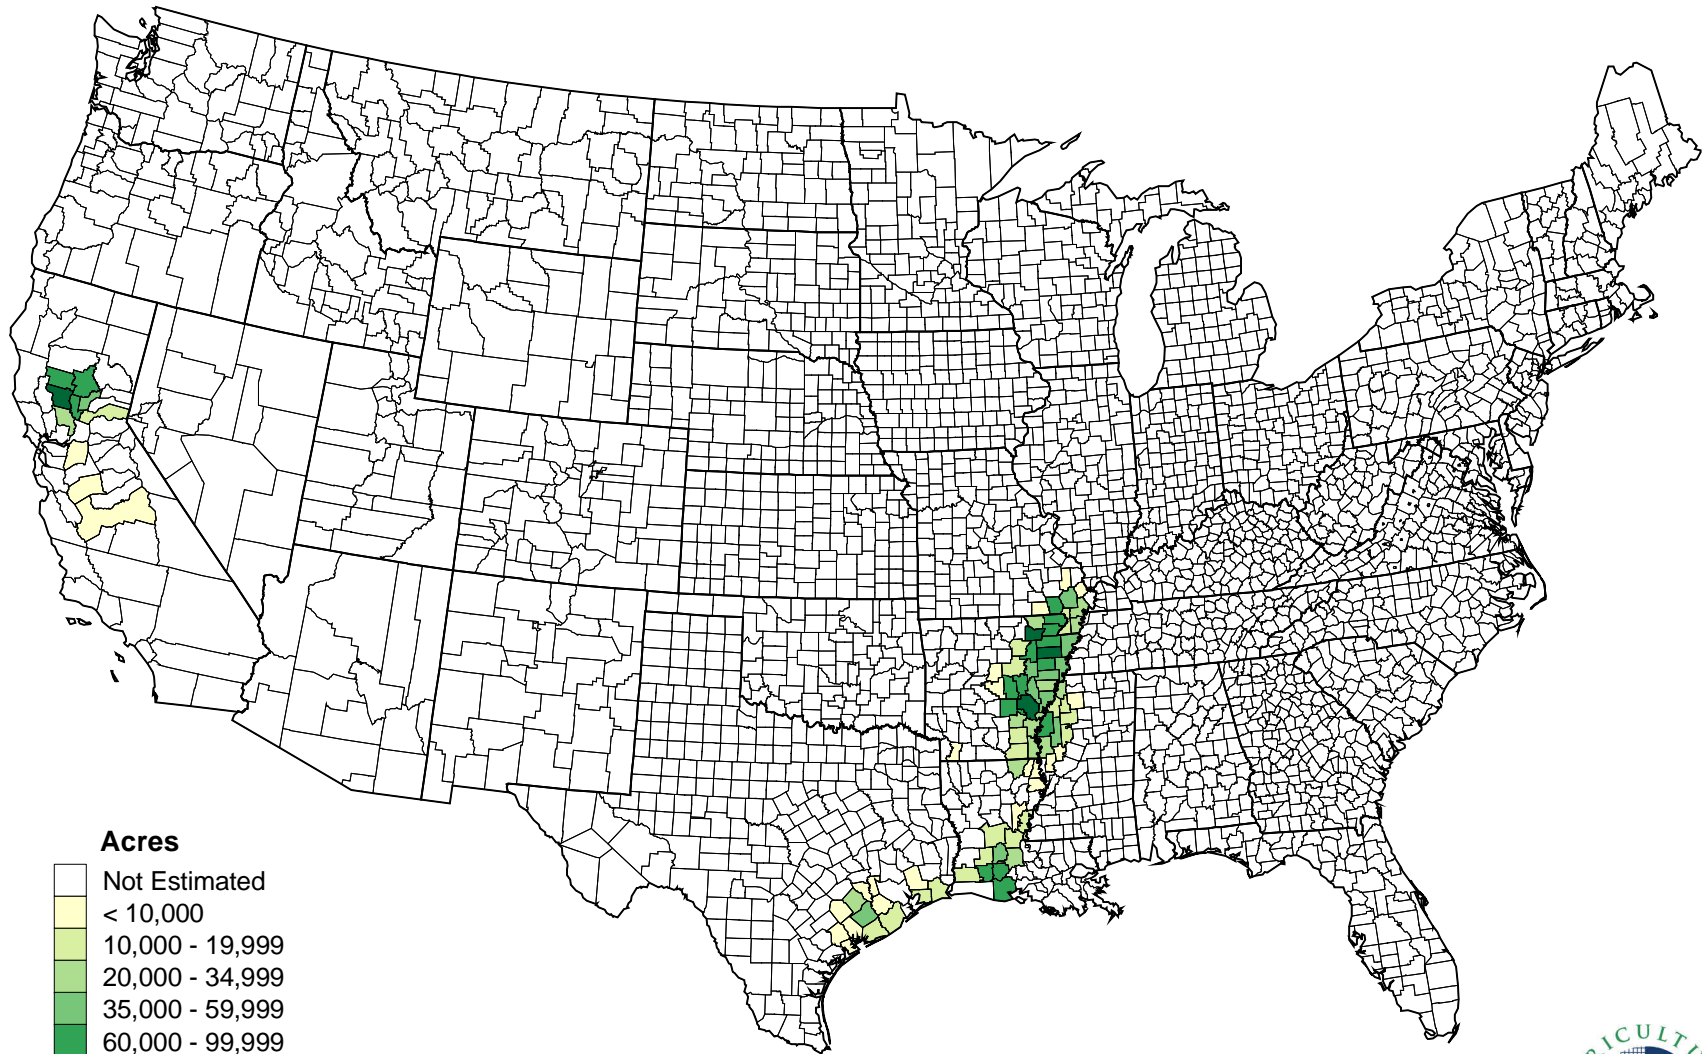 Acres
Not Estimated
< 10,000
10,000 - 19,999
20,000 - 34,999
35,000 - 59,999
60,000 - 99,999